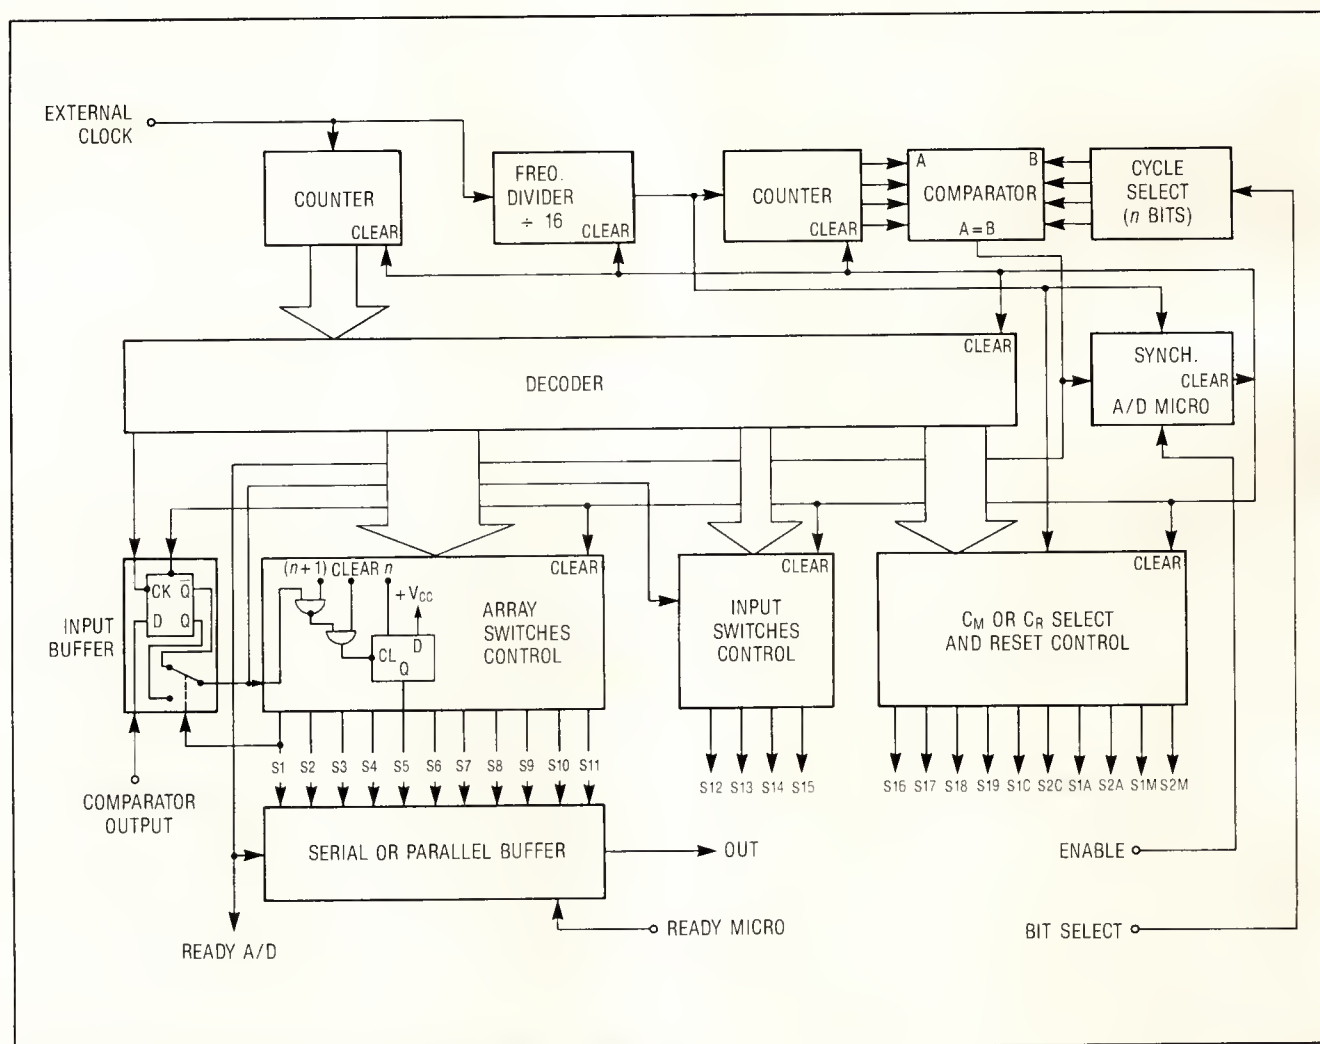 EXTERNAL
CLOCK
COUNTER
CLEAR
FREQ.
DIVIDER
÷ 16
CLEAR
COUNTER
CLEAR
A
B
COMPARATOR
A = B
CYCLE
SELECT
(n BITS)
CLEAR
DECODER
SYNCH.
CLEAR
A/D MICRO
INPUT
BUFFER
CK Q̅
D Q
(n+1) CLEAR n
+VCC
D
CL
Q
CLEAR
ARRAY
SWITCHES
CONTROL
CLEAR
INPUT
SWITCHES
CONTROL
CLEAR
CM OR CR SELECT
AND RESET CONTROL
S1 S2 S3 S4 S5 S6 S7 S8 S9 S10 S11
S12 S13 S14 S15
S16 S17 S18 S19 S1C S2C S1A S2A S1M S2M
COMPARATOR
OUTPUT
SERIAL OR PARALLEL BUFFER
OUT
ENABLE
READY MICRO
BIT SELECT
READY A/D